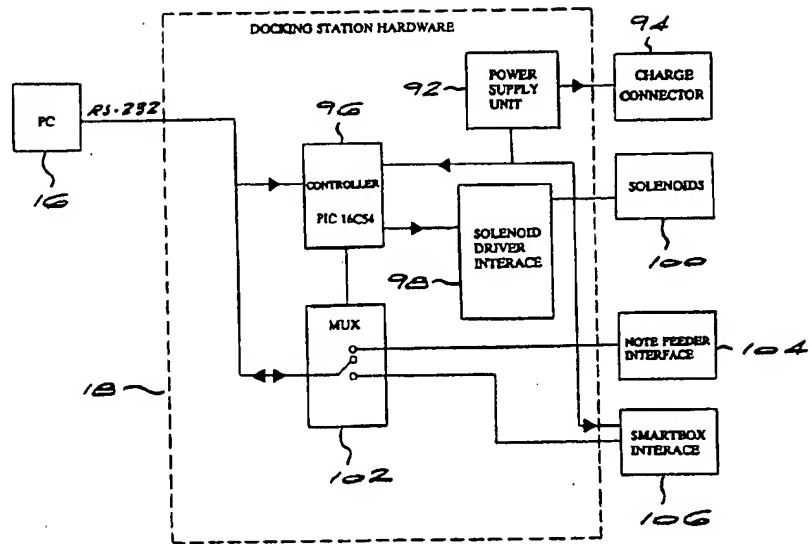 DOCKING STATION HARDWARE
94
POWER
SUPPLY
UNIT
92
CHARGE
CONNECTOR
PC
RS-232
16
96
CONTROLLER
PIC 16C54
SOLENOID
DRIVER
INTERACE
98
SOLENOIDS
100
MUX
102
NOTE FEEDER
INTERFACE
104
18
SMARTBOX
INTERACE
106